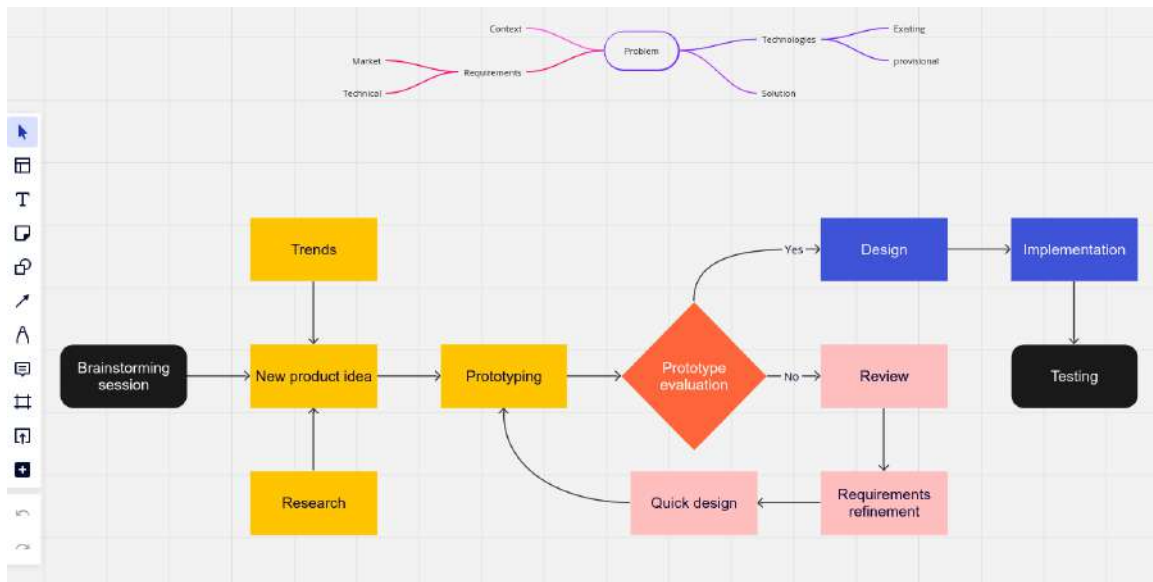 Context
Problem
Technologies
Existing
provisional
Market
Requirements
Technical
Solution
Trends
Yes
Design
Implementation
Brainstorming
session
New product idea
Prototyping
Prototype
evaluation
No
Review
Testing
Research
Quick design
Requirements
refinement